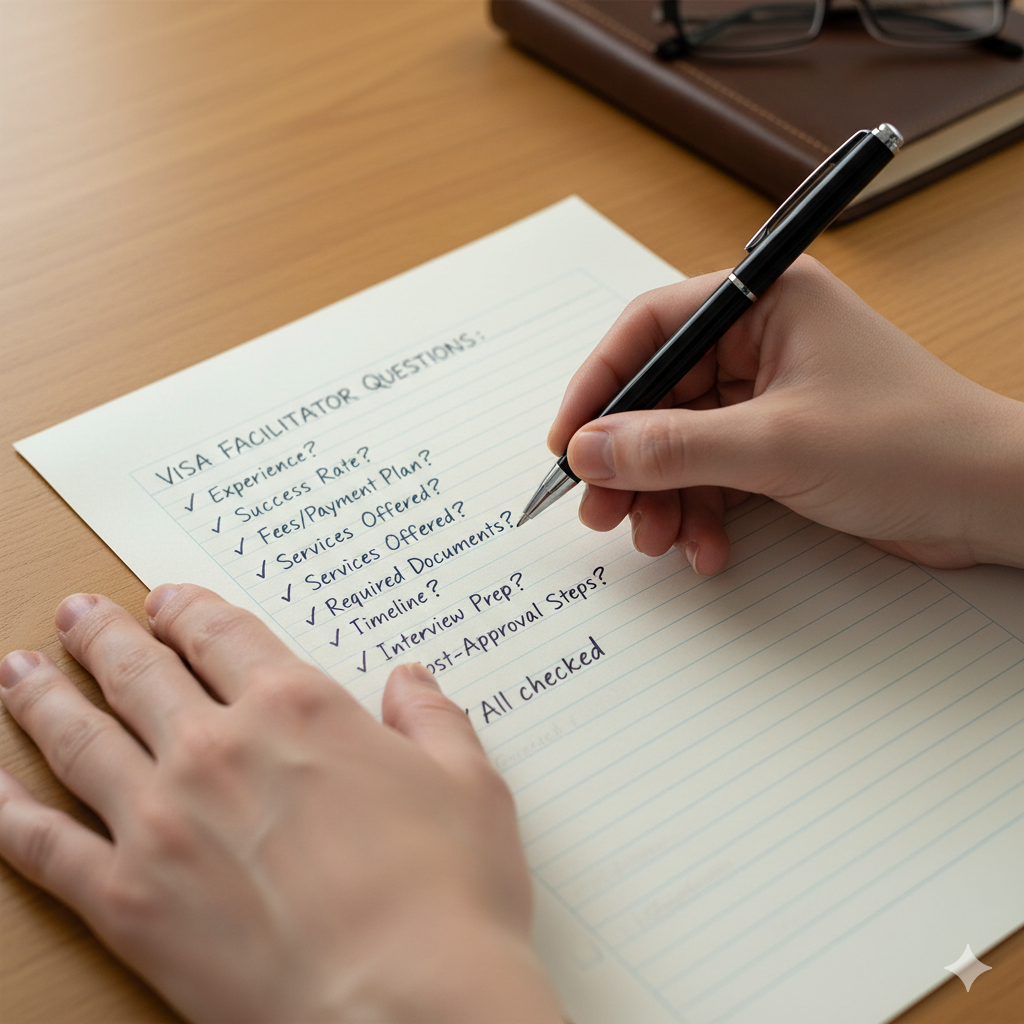 VISA FACILITATOR QUESTIONS:
✓ Experience?
✓ Success Rate?
✓ Fees/Payment Plan?
✓ Services Offered?
✓ Services Offered?
✓ Required Documents?
✓ Timeline?
✓ Interview Prep?
ost-Approval Steps?
All checked